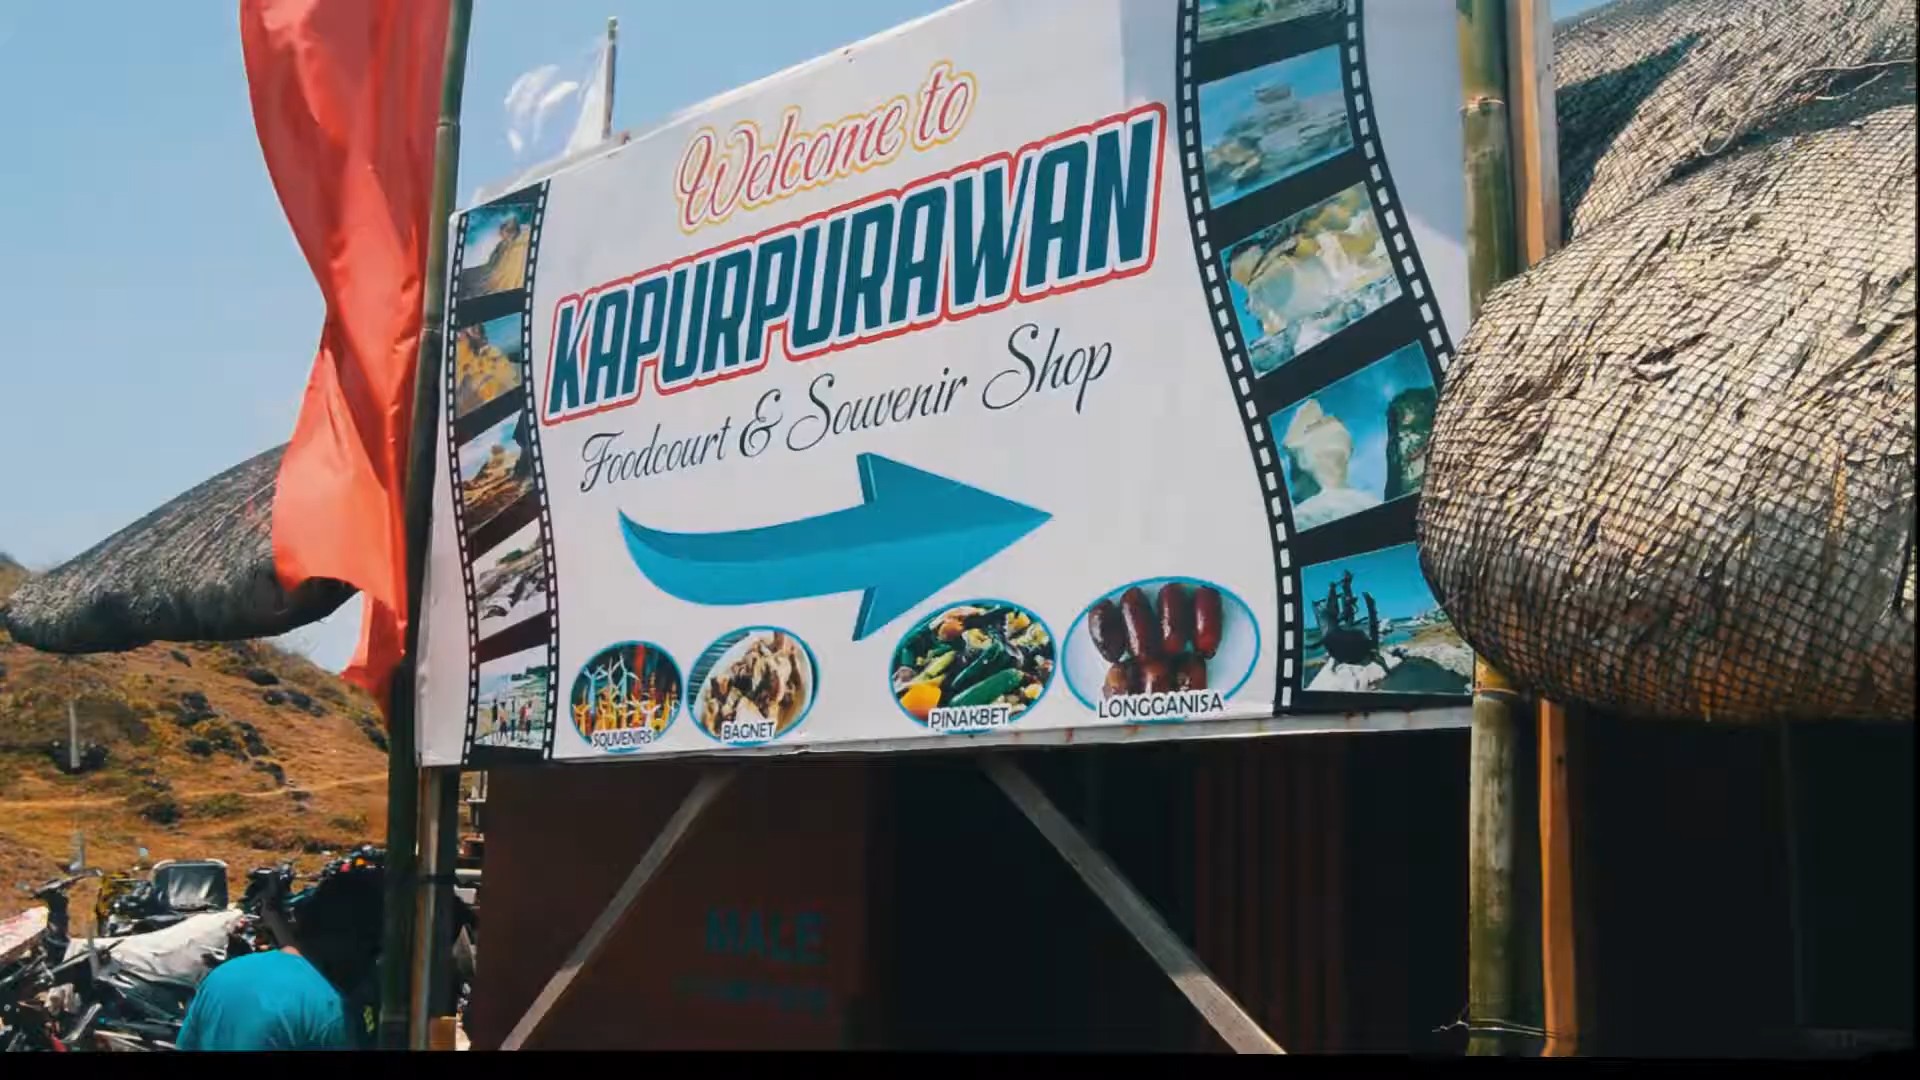 Welcome to
KAPURPURAWAN
Foodcourt & Souvenir Shop
SOUVENIRS
BAGNET
PINAKBET
LONGGANISA
MALE